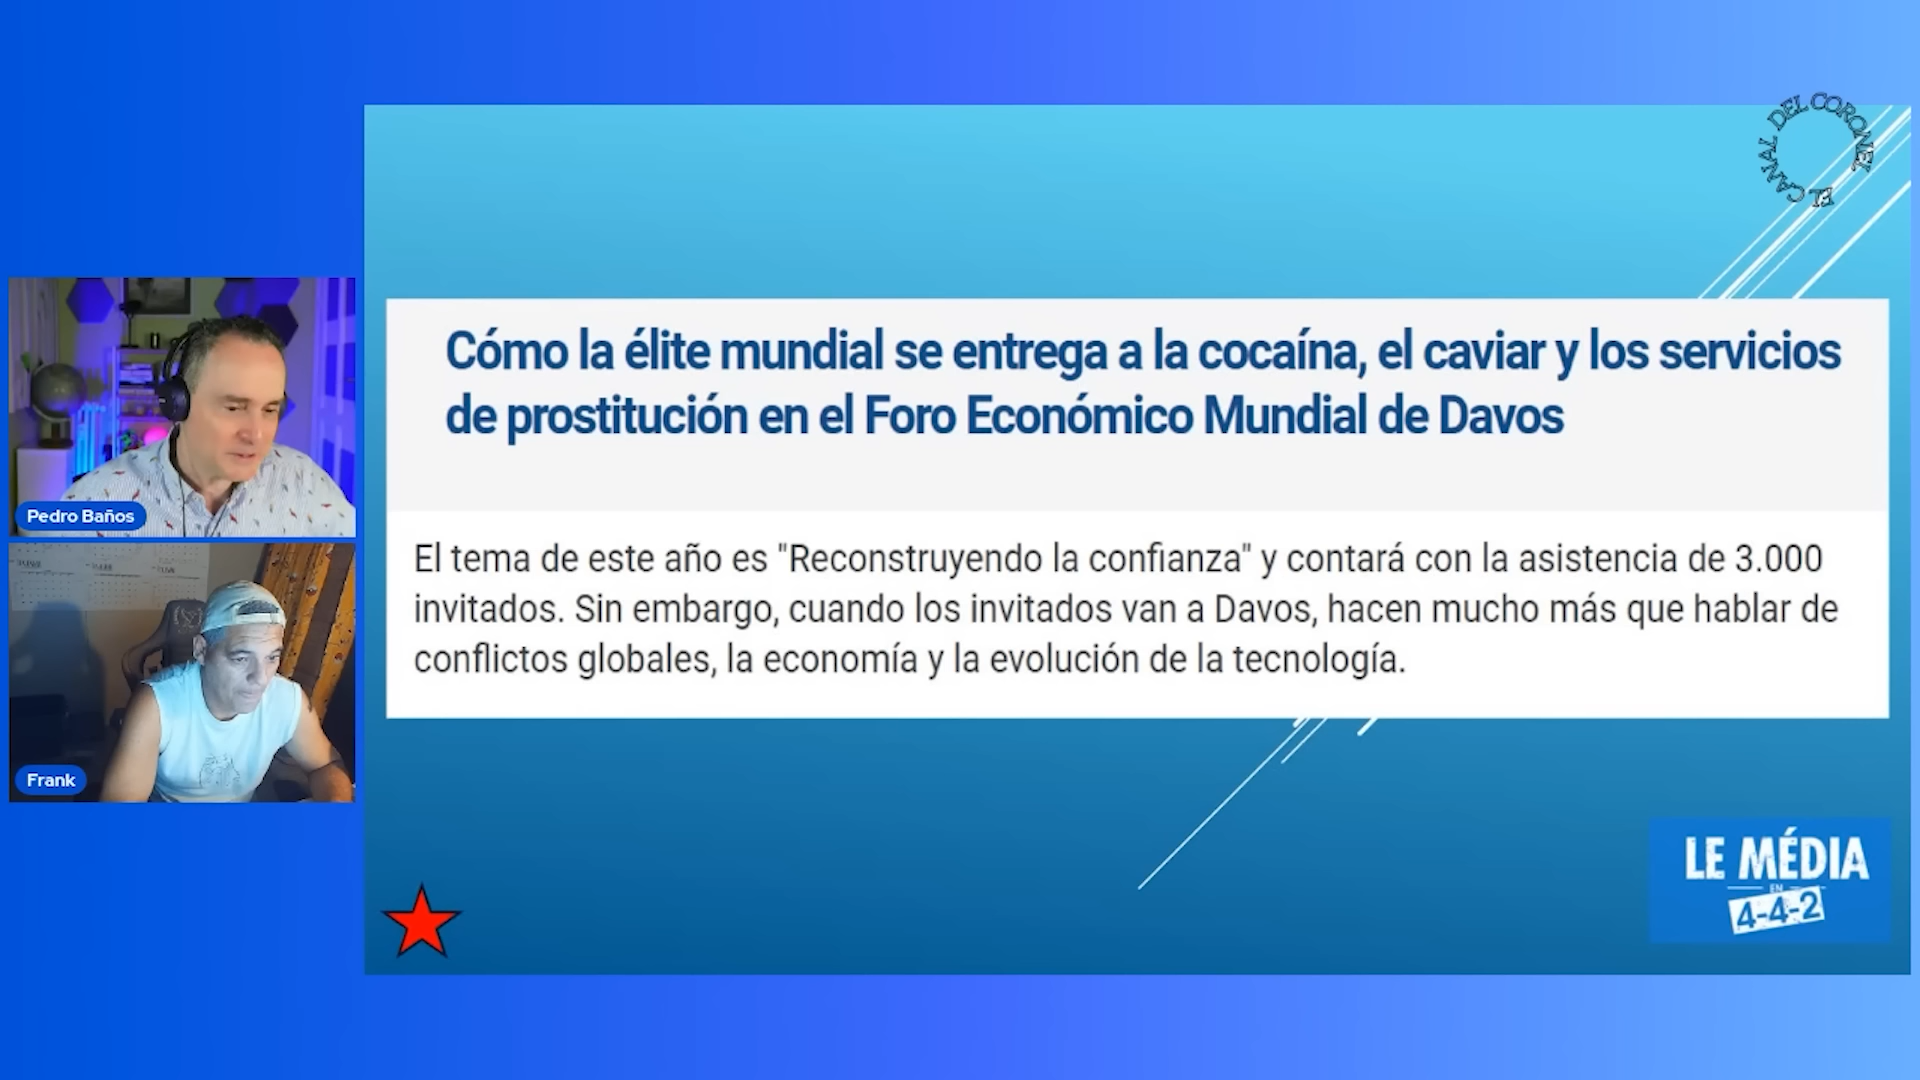 EL CANAL DEL CORONEL
Cómo la élite mundial se entrega a la cocaína, el caviar y los servicios
de prostitución en el Foro Económico Mundial de Davos
El tema de este año es "Reconstruyendo la confianza" y contará con la asistencia de 3.000
invitados. Sin embargo, cuando los invitados van a Davos, hacen mucho más que hablar de
conflictos globales, la economía y la evolución de la tecnología.
Pedro Baños
Frank
LE MÉDIA
EN
4-4-2